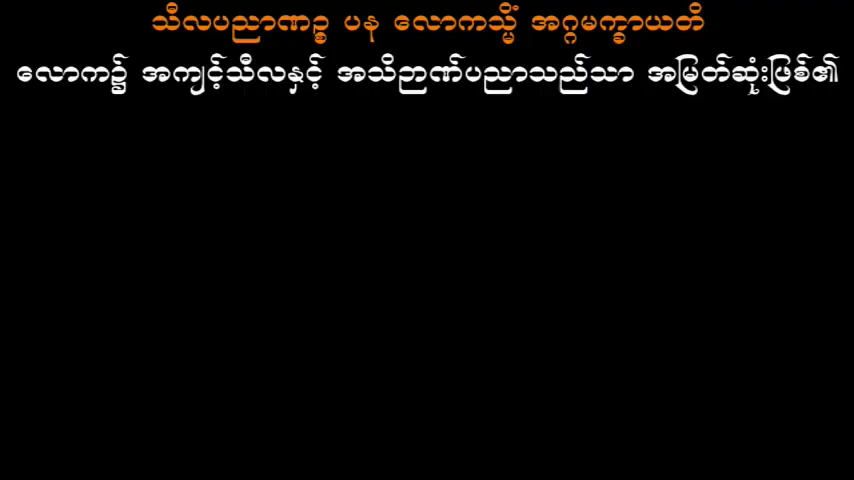 သီလပညာဏဉ္စ ပန လောကသ္မိံ အဂ္ဂမက္ခာယတိ
လောက၌ အကျင့်သီလနှင့် အသိဉာဏ်ပညာသည်သာ အမြတ်ဆုံးဖြစ်၏